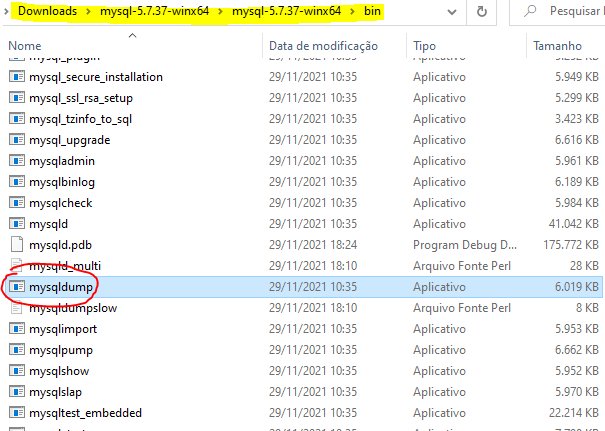 Downloads > mysql-5.7.37-winx64 > mysql-5.7.37-winx64 > bin Pesquisar
Nome Data de modificação Tipo Tamanho
mysql_plugin 29/11/2021 10:35 Aplicativo
mysql_secure_installation 29/11/2021 10:35 Aplicativo 5.949 KB
mysql_ssl_rsa_setup 29/11/2021 10:35 Aplicativo 5.299 KB
mysql_tzinfo_to_sql 29/11/2021 10:35 Aplicativo 3.423 KB
mysql_upgrade 29/11/2021 10:35 Aplicativo 6.616 KB
mysqladmin 29/11/2021 10:35 Aplicativo 5.961 KB
mysqlbinlog 29/11/2021 10:35 Aplicativo 6.189 KB
mysqlcheck 29/11/2021 10:35 Aplicativo 5.984 KB
mysqld 29/11/2021 10:35 Aplicativo 41.042 KB
mysqld.pdb 29/11/2021 18:24 Program Debug D... 175.772 KB
mysqld_multi 29/11/2021 18:10 Arquivo Fonte Perl 28 KB
mysqldump 29/11/2021 10:35 Aplicativo 6.019 KB
mysqldumpslow 29/11/2021 18:10 Arquivo Fonte Perl 8 KB
mysqlimport 29/11/2021 10:35 Aplicativo 5.953 KB
mysqlpump 29/11/2021 10:35 Aplicativo 6.662 KB
mysqlshow 29/11/2021 10:35 Aplicativo 5.952 KB
mysqlslap 29/11/2021 10:35 Aplicativo 5.970 KB
mysqltest_embedded 29/11/2021 10:35 Aplicativo 22.214 KB